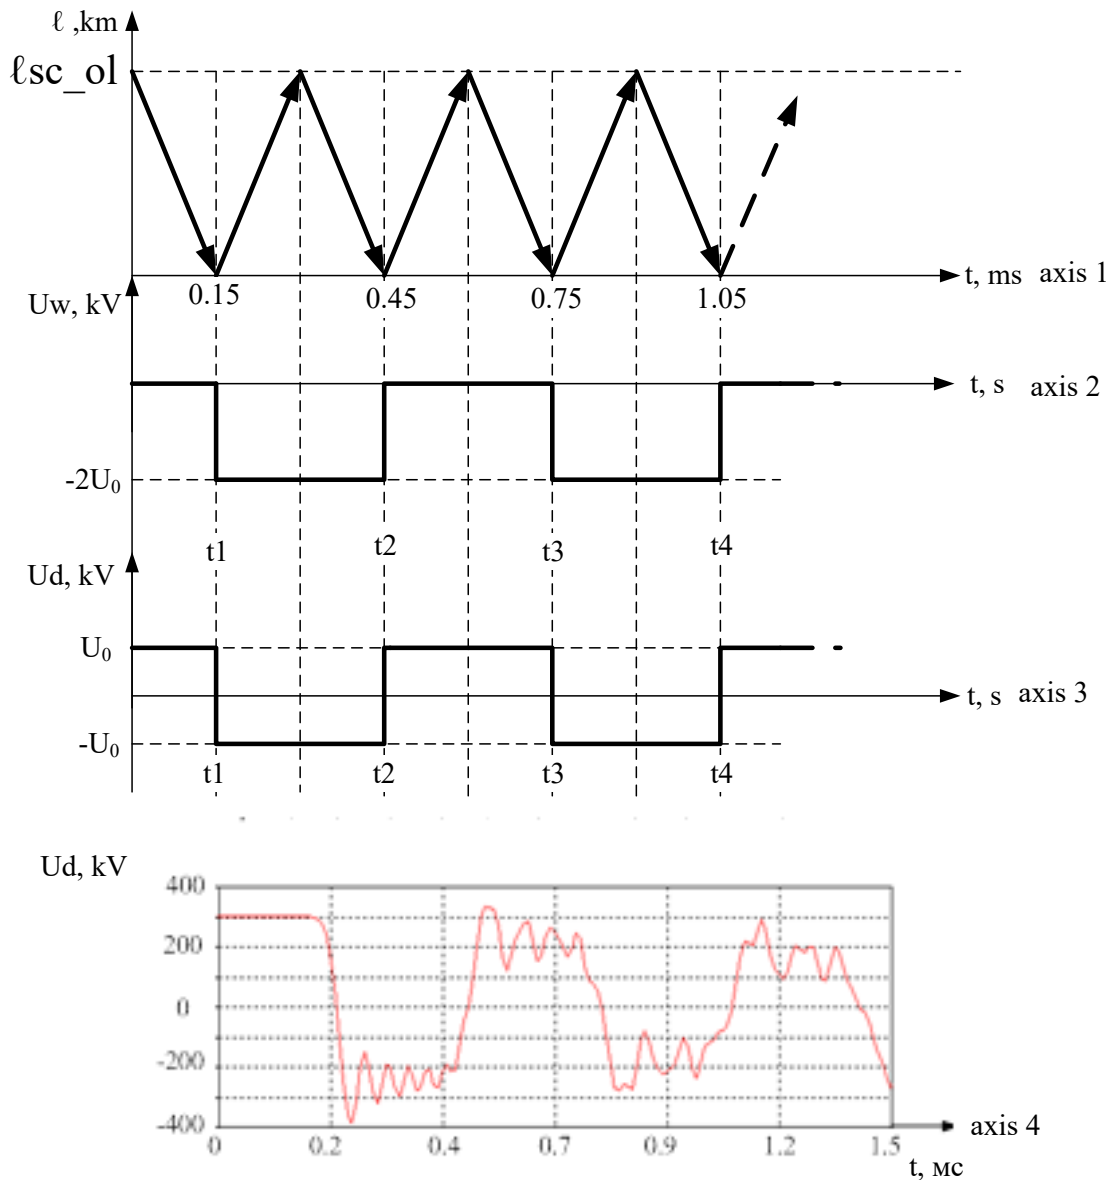 ℓ ,km
ℓsc_ol
t, ms axis 1
0.15 0.45 0.75 1.05
Uw, kV
t, s axis 2
-2U₀
t1 t2 t3 t4
Ud, kV
U₀
t, s axis 3
-U₀
t1 t2 t3 t4
Ud, kV
400
200
0
-200
-400
axis 4
0 0.2 0.4 0.7 0.9 1.2 1.5
t, мс